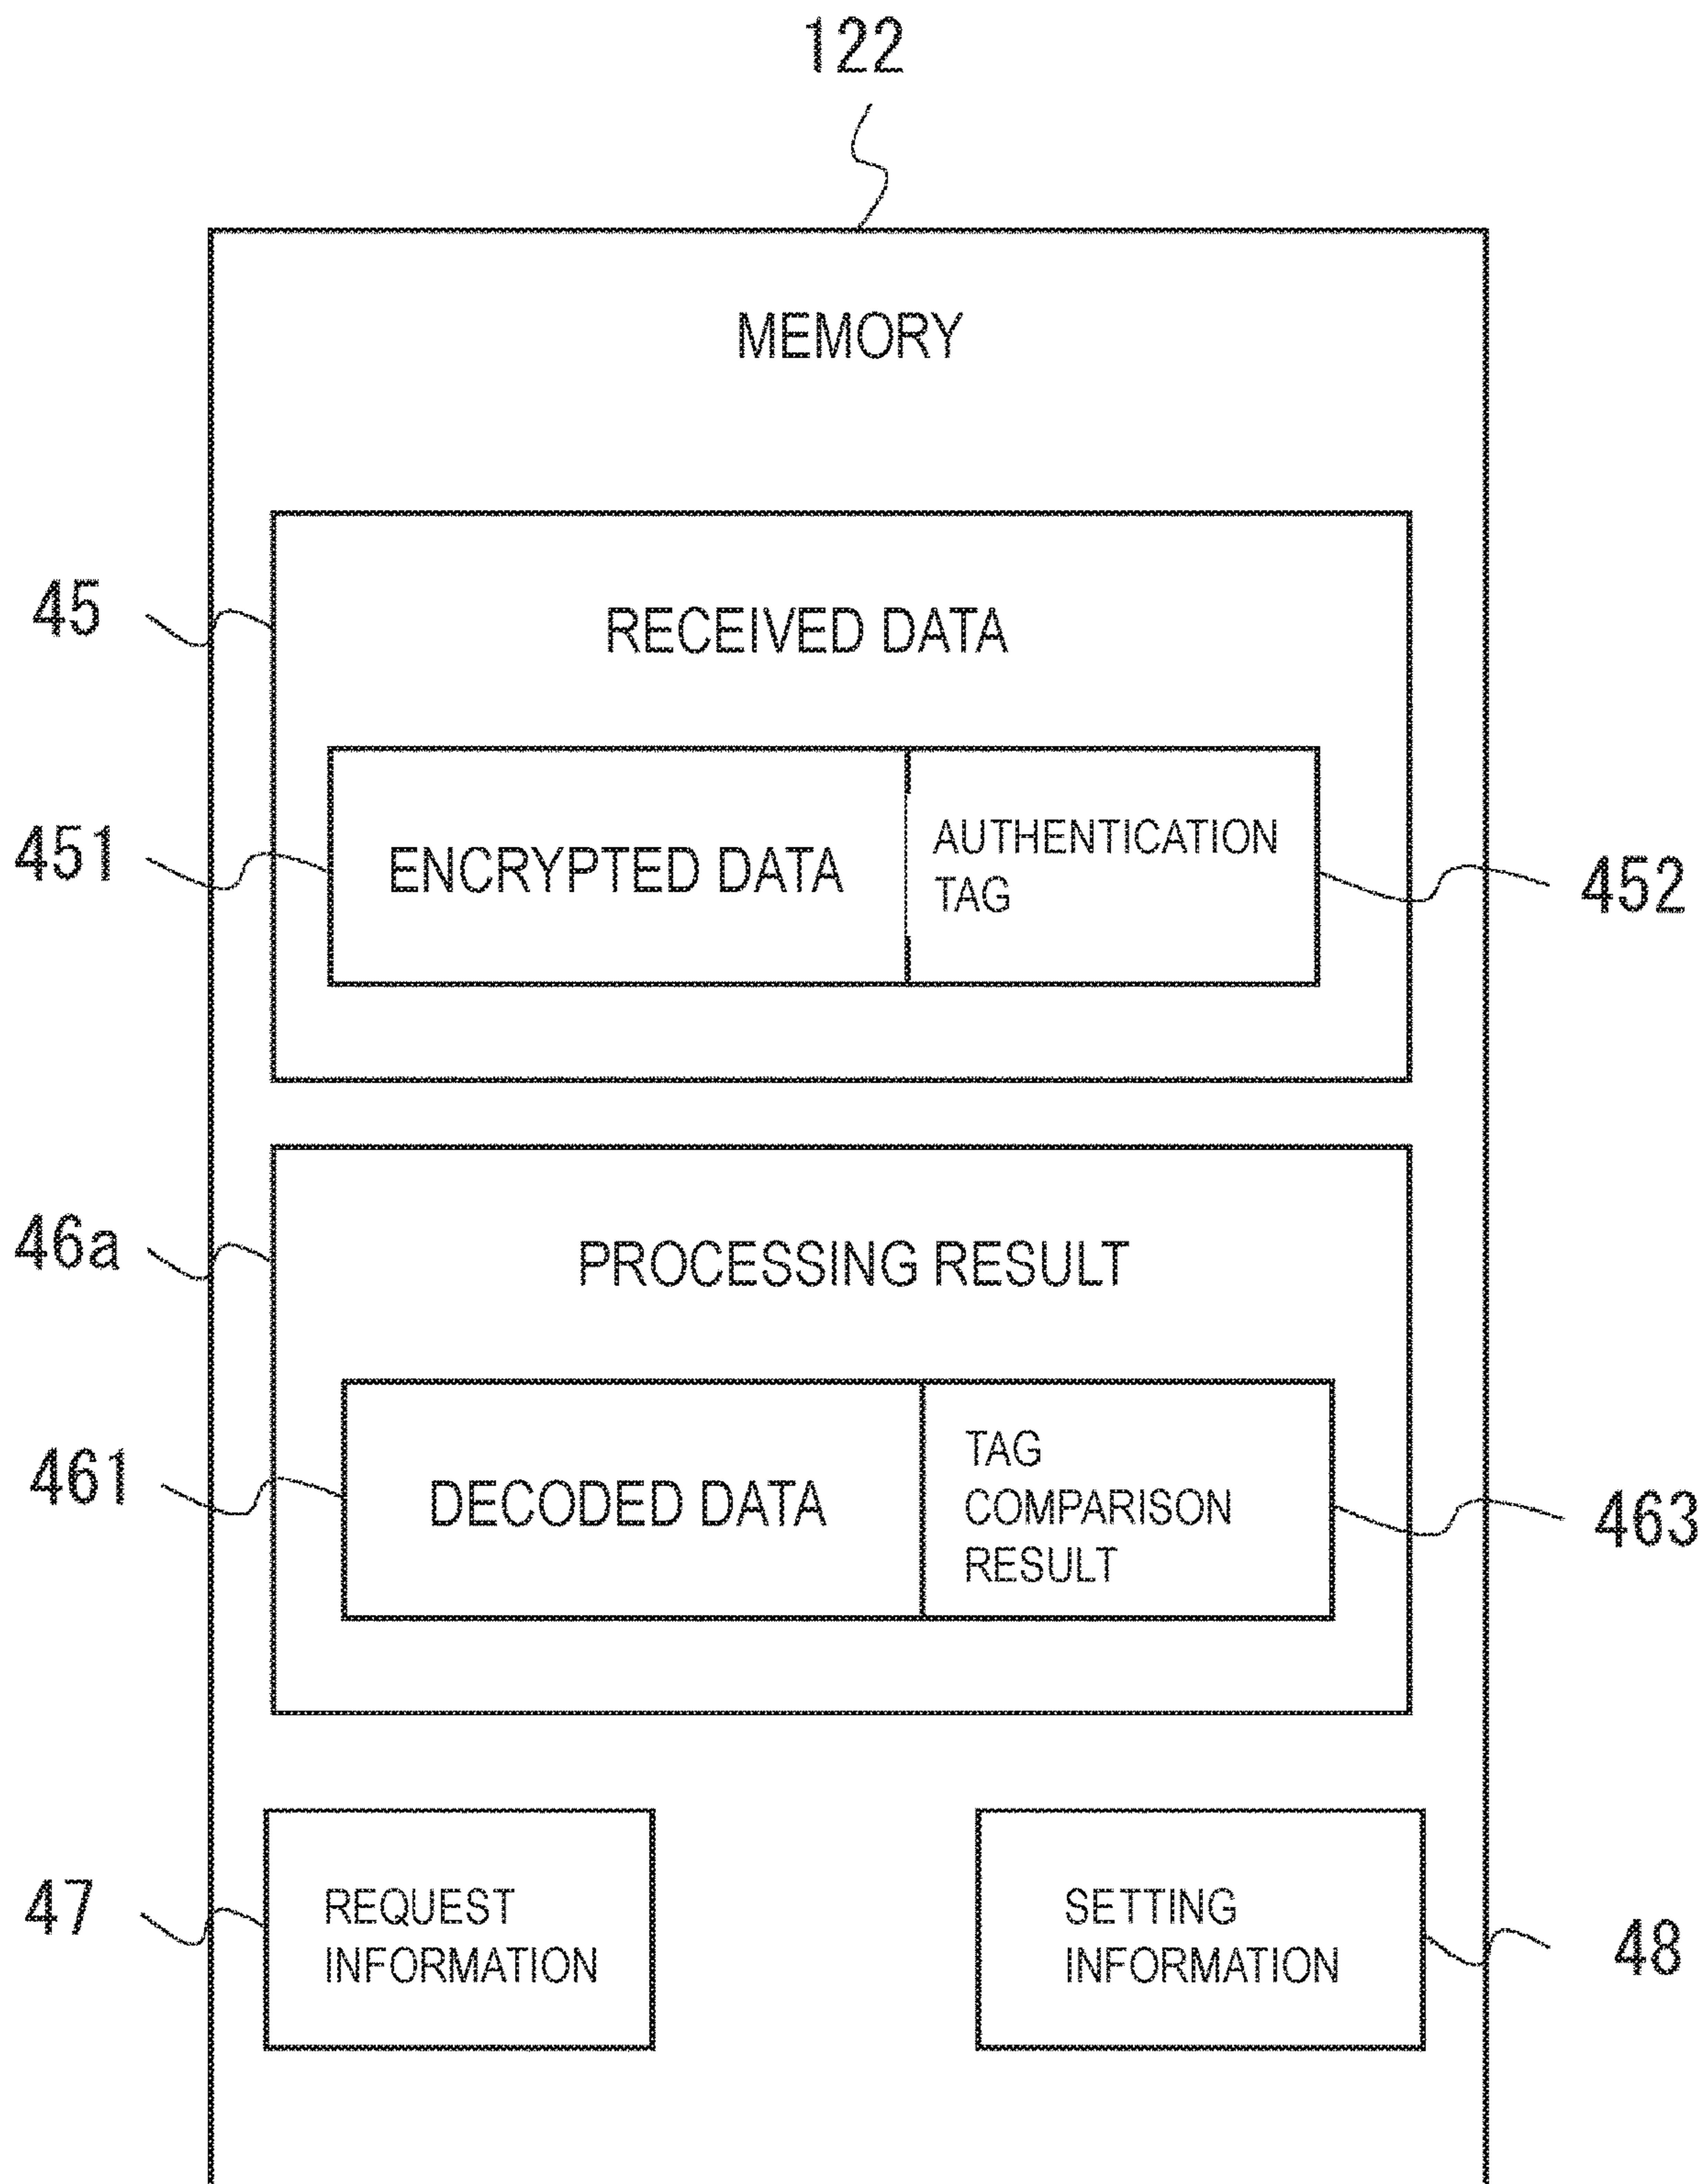 122
MEMORY
45
RECEIVED DATA
451
ENCRYPTED DATA
AUTHENTICATION
TAG
452
46a
PROCESSING RESULT
461
DECODED DATA
TAG
COMPARISON
RESULT
463
47
REQUEST
INFORMATION
SETTING
INFORMATION
48